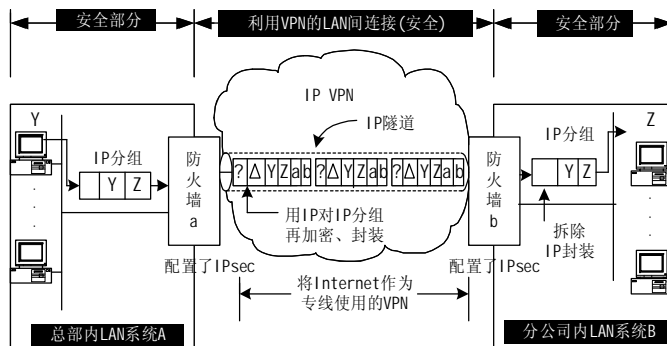 安全部分
利用VPN的LAN间连接(安全)
安全部分
IP VPN
IP隧道
Y
IP分组
Y Z
防火墙a
? Δ Y Z a b ? Δ Y Z a b ? Δ Y Z a b
用IP对IP分组
再加密、封装
防火墙b
Z
IP分组
Y Z
拆除
IP封装
配置了IPsec
配置了IPsec
将Internet作为
专线使用的VPN
总部内LAN系统A
分公司内LAN系统B